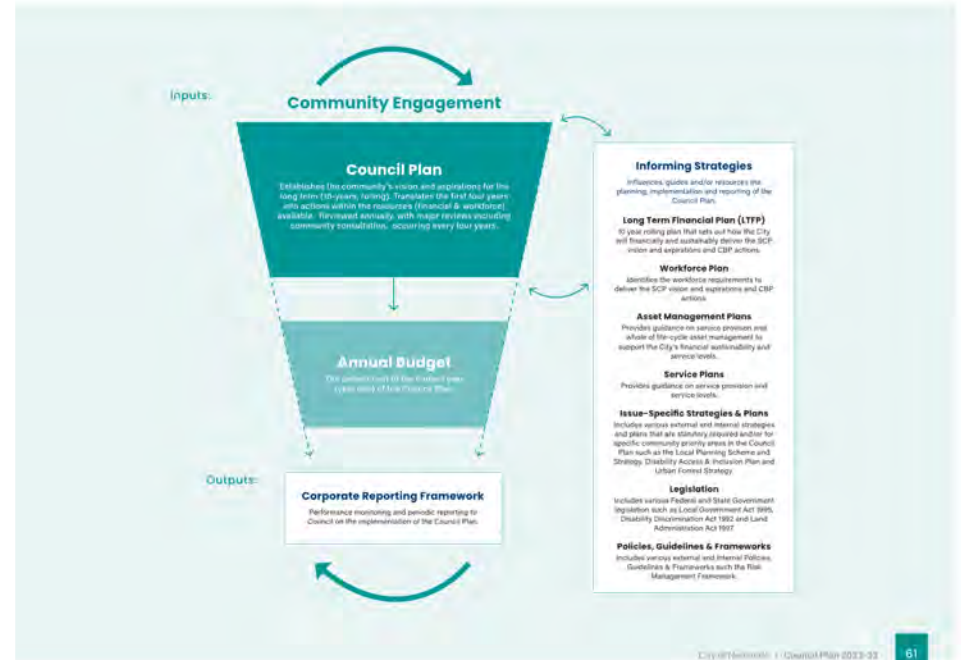 Inputs:
Community Engagement
Council Plan
Establishes the community's vision and aspirations for the
long term (10-years, rolling). Translates the first four years
into actions within the resources (financial & workforce)
available. Reviewed annually, with major reviews including
community consultation, occurring every four years.
Annual Budget
Outputs:
Corporate Reporting Framework
Performance monitoring and periodic reporting to
Council on the implementation of the Council Plan.
Informing Strategies
Influences, guides and/or resources the
planning, implementation and reporting of the
Council Plan.
Long Term Financial Plan (LTFP)
10 year rolling plan that sets out how the City
will financially and sustainably deliver the SCP
vision and aspirations and CBP actions.
Workforce Plan
Identifies the workforce requirements to
deliver the SCP vision and aspirations and CBP
actions.
Asset Management Plans
Provides guidance on service provision and
whole of life-cycle asset management to
support the City's financial sustainability and
service levels.
Service Plans
Provides guidance on service provision and
service levels.
Issue-Specific Strategies & Plans
Includes various external and internal strategies
and plans that are statutory required and/or for
specific community priority areas in the Council
Plan such as the Local Planning Scheme and
Strategy, Disability Access & Inclusion Plan and
Urban Forest Strategy.
Legislation
Includes various Federal and State Government
legislation such as Local Government Act 1995,
Disability Discrimination Act 1992 and Land
Administration Act 1997.
Policies, Guidelines & Frameworks
Includes various external and Internal Policies,
Guidelines & Frameworks such the Risk
Management Framework.
City of Nedlands | Council Plan 2023-33
61